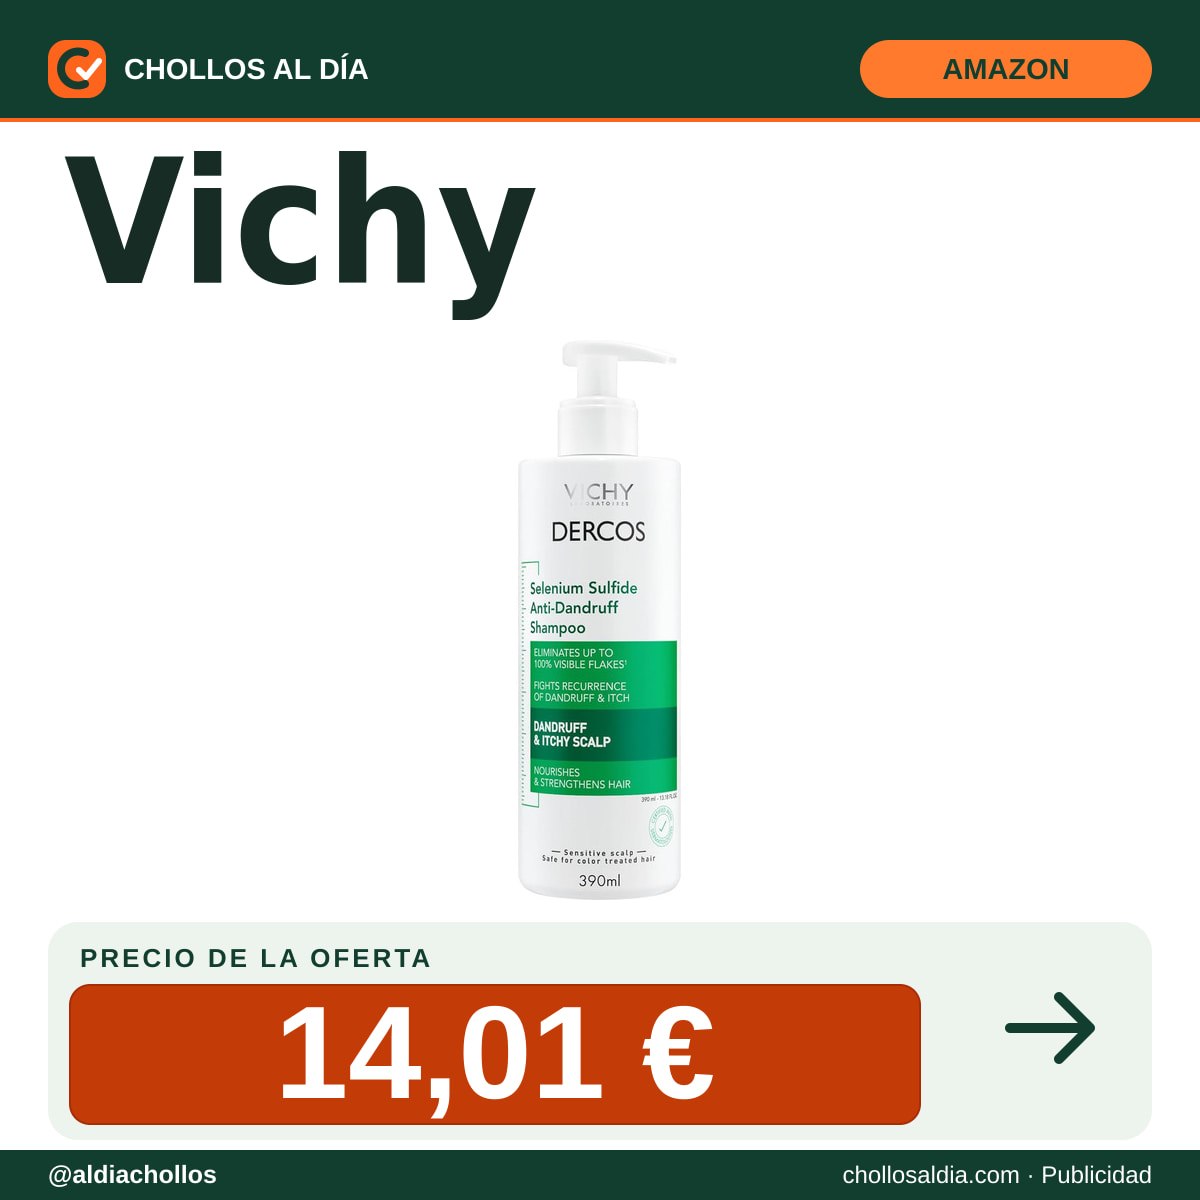 CHOLLOS AL DÍA
AMAZON
Vichy
VICHY
LABORATOIRES
DERCOS
Selenium Sulfide
Anti-Dandruff
Shampoo
ELIMINATES UP TO
100% VISIBLE FLAKES¹
FIGHTS RECURRENCE
OF DANDRUFF & ITCH
DANDRUFF
& ITCHY SCALP
NOURISHES
& STRENGTHENS HAIR
Sensitive scalp
Safe for color treated hair
390ml
PRECIO DE LA OFERTA
14,01 €
@aldiachollos
chollosaldia.com · Publicidad